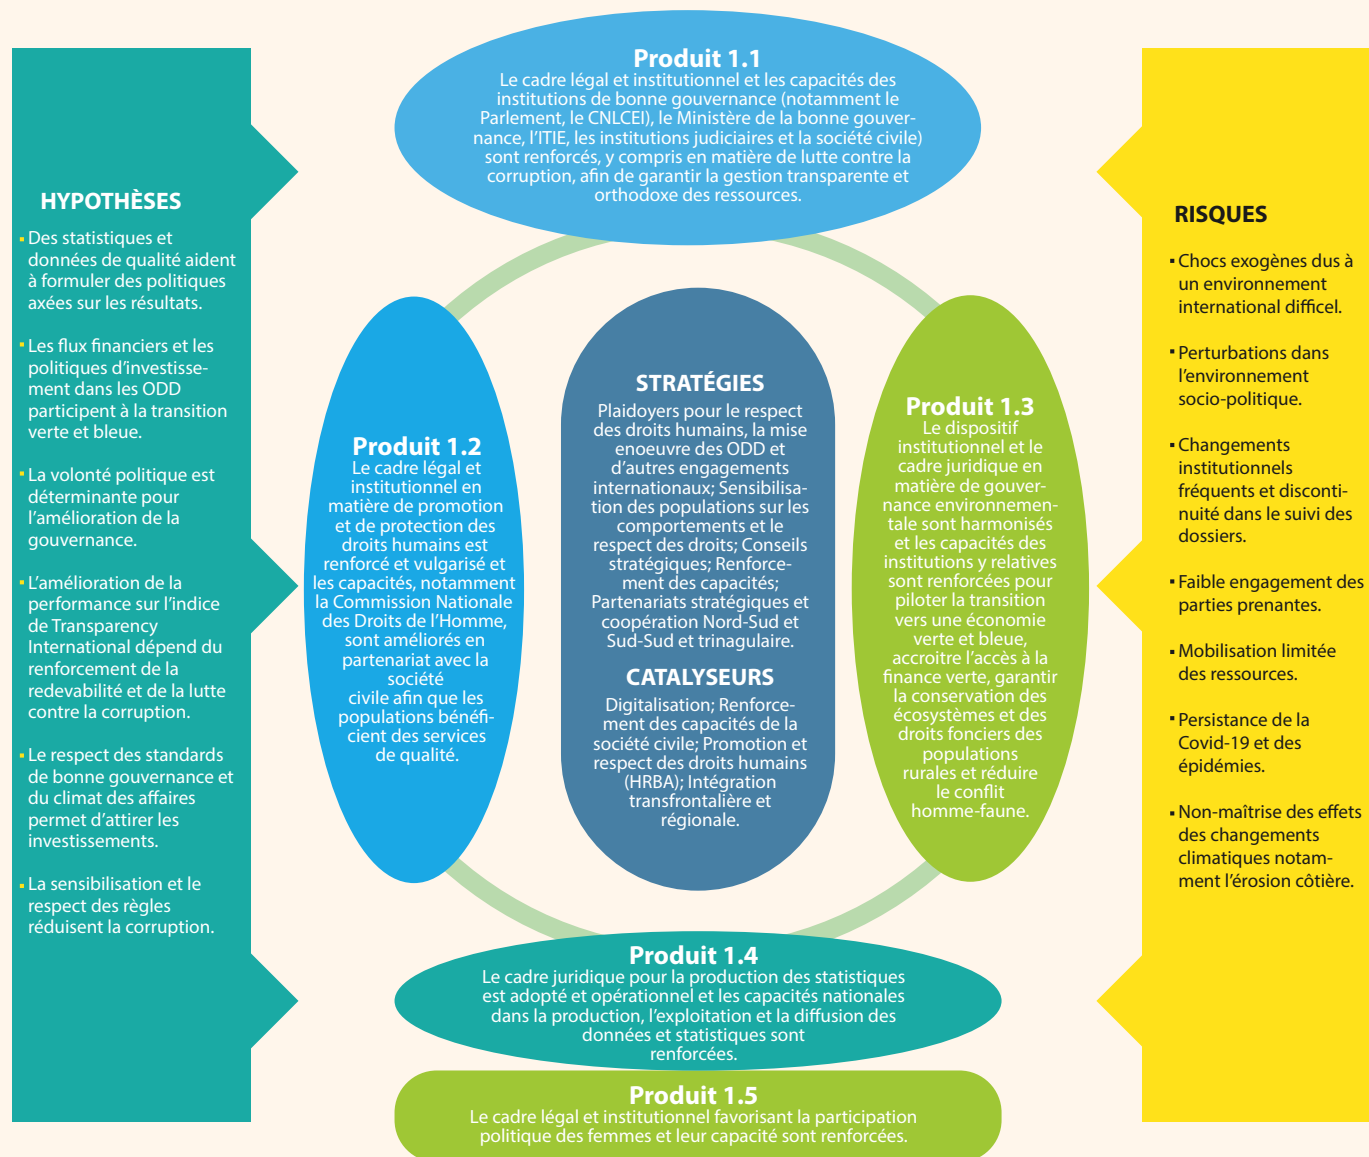 Produit 1.1
Le cadre légal et institutionnel et les capacités des
institutions de bonne gouvernance (notamment le
Parlement, le CNLCEI), le Ministère de la bonne gouver-
nance, l'ITIE, les institutions judiciaires et la société civile)
sont renforcés, y compris en matière de lutte contre la
corruption, afin de garantir la gestion transparente et
orthodoxe des ressources.
HYPOTHÈSES
Des statistiques et
données de qualité aident
à formuler des politiques
axées sur les résultats.
Les flux financiers et les
politiques d'investisse-
ment dans les ODD
participent à la transition
verte et bleue.
La volonté politique est
déterminante pour
l'amélioration de la
gouvernance.
L'amélioration de la
performance sur l'indice
de Transparency
International dépend du
renforcement de la
redevabilité et de la lutte
contre la corruption.
Le respect des standards
de bonne gouvernance et
du climat des affaires
permet d'attirer les
investissements.
La sensibilisation et le
respect des règles
réduisent la corruption.
Produit 1.2
Le cadre légal et
institutionnel en
matière de promotion
et de protection des
droits humains est
renforcé et vulgarisé et
les capacités, notamment
la Commission Nationale
des Droits de l'Homme,
sont améliorés en
partenariat avec la
société
civile afin que les
populations bénéfi-
cient des services
de qualité.
STRATÉGIES
Plaidoyers pour le respect
des droits humains, la mise
enoeuvre des ODD et
d'autres engagements
internationaux; Sensibilisa-
tion des populations sur les
comportements et le
respect des droits; Conseils
stratégiques; Renforce-
ment des capacités;
Partenariats stratégiques et
coopération Nord-Sud et
Sud-Sud et trinagulaire.
CATALYSEURS
Digitalisation; Renforce-
ment des capacités de la
société civile; Promotion et
respect des droits humains
(HRBA); Intégration
transfrontalière et
régionale.
Produit 1.3
Le dispositif
institutionnel et le
cadre juridique en
matière de gouver-
nance environnemen-
tale sont harmonisés
et les capacités des
institutions y relatives
sont renforcées pour
piloter la transition
vers une économie
verte et bleue,
accroitre l'accès à la
finance verte, garantir
la conservation des
écosystèmes et des
droits fonciers des
populations
rurales et réduire
le conflit
homme-faune.
RISQUES
Chocs exogènes dus à
un environnement
international difficel.
Perturbations dans
l'environnement
socio-politique.
Changements
institutionnels
fréquents et disconti-
nuité dans le suivi des
dossiers.
Faible engagement des
parties prenantes.
Mobilisation limitée
des ressources.
Persistance de la
Covid-19 et des
épidémies.
Non-maîtrise des effets
des changements
climatiques notam-
ment l'érosion côtière.
Produit 1.4
Le cadre juridique pour la production des statistiques
est adopté et opérationnel et les capacités nationales
dans la production, l'exploitation et la diffusion des
données et statistiques sont
renforcées.
Produit 1.5
Le cadre légal et institutionnel favorisant la participation
politique des femmes et leur capacité sont renforcées.